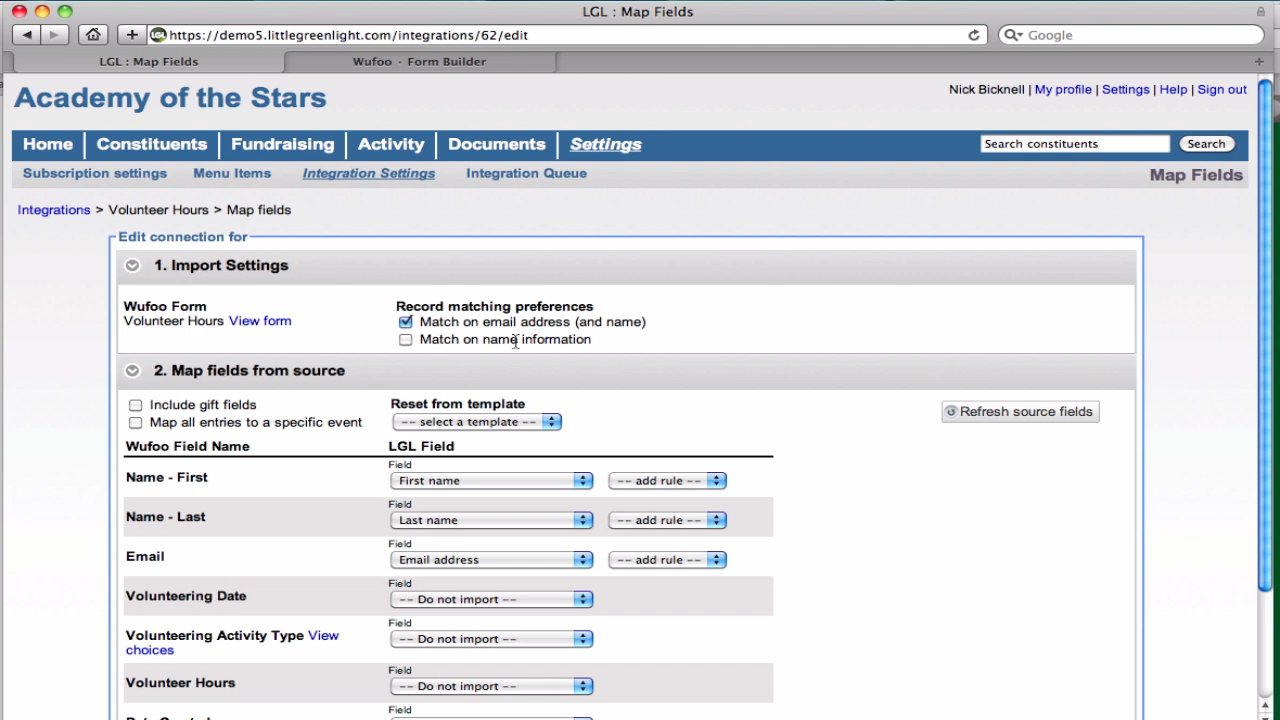 LGL : Map Fields
https://demo5.littlegreenlight.com/integrations/62/edit
Google
LGL : Map Fields
Wufoo · Form Builder
Academy of the Stars
Nick Bicknell | My profile | Settings | Help | Sign out
Home Constituents Fundraising Activity Documents Settings
Search constituents Search
Subscription settings Menu Items Integration Settings Integration Queue
Map Fields
Integrations > Volunteer Hours > Map fields
Edit connection for
1. Import Settings
Wufoo Form
Volunteer Hours View form
Record matching preferences
Match on email address (and name)
Match on name information
2. Map fields from source
Include gift fields
Map all entries to a specific event
Reset from template
-- select a template --
Refresh source fields
Wufoo Field Name LGL Field
Field
Name - First First name -- add rule --
Field
Name - Last Last name -- add rule --
Field
Email Email address -- add rule --
Field
Volunteering Date -- Do not import --
Field
Volunteering Activity Type View
choices
-- Do not import --
Field
Volunteer Hours -- Do not import --
Field